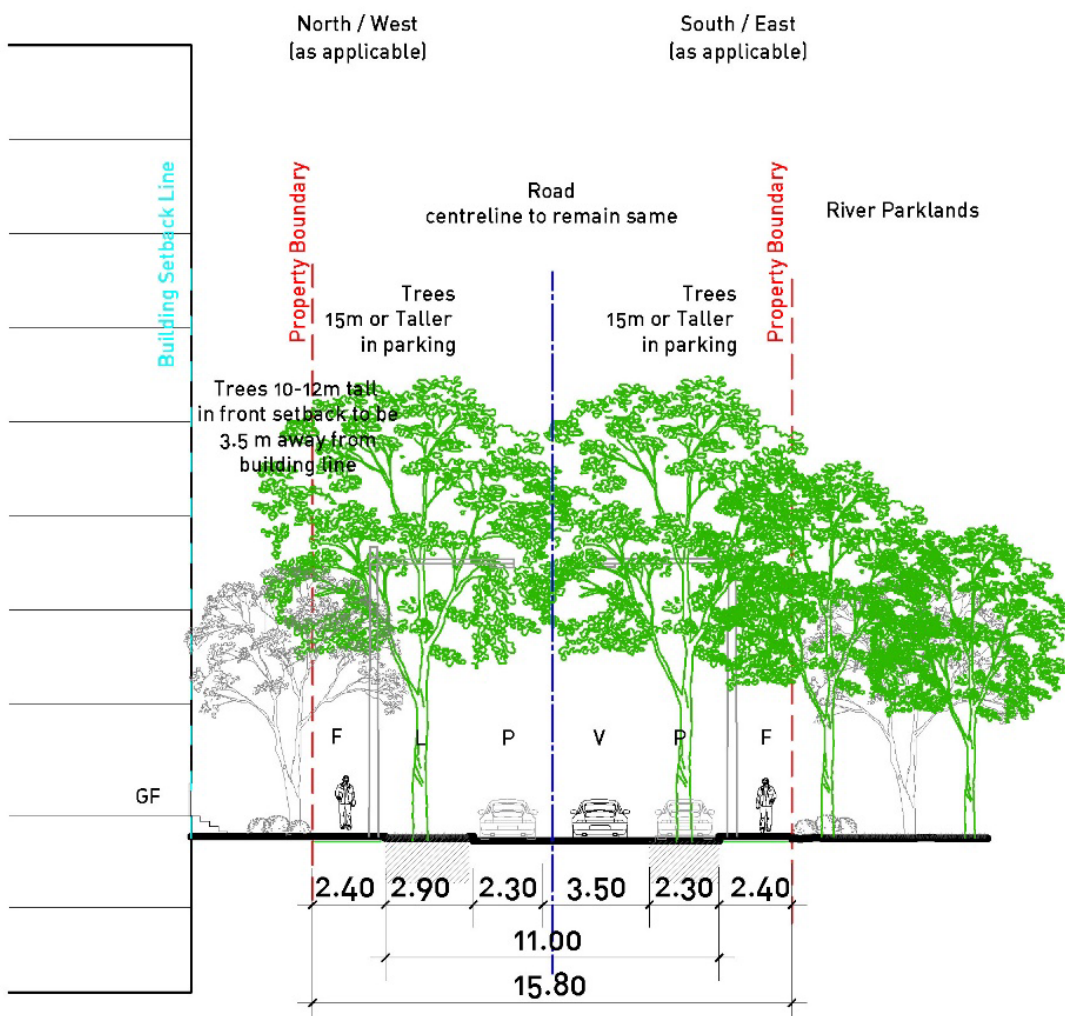 North / West
(as applicable)
South / East
(as applicable)
Building Setback Line
Property Boundary
Road
centreline to remain same
Property Boundary
River Parklands
Trees
15m or Taller
in parking
Trees
15m or Taller
in parking
Trees 10-12m tall
in front setback to be
3.5 m away from
building line
F
L
P
V
P
F
GF
2.40
2.90
2.30
3.50
2.30
2.40
11.00
15.80